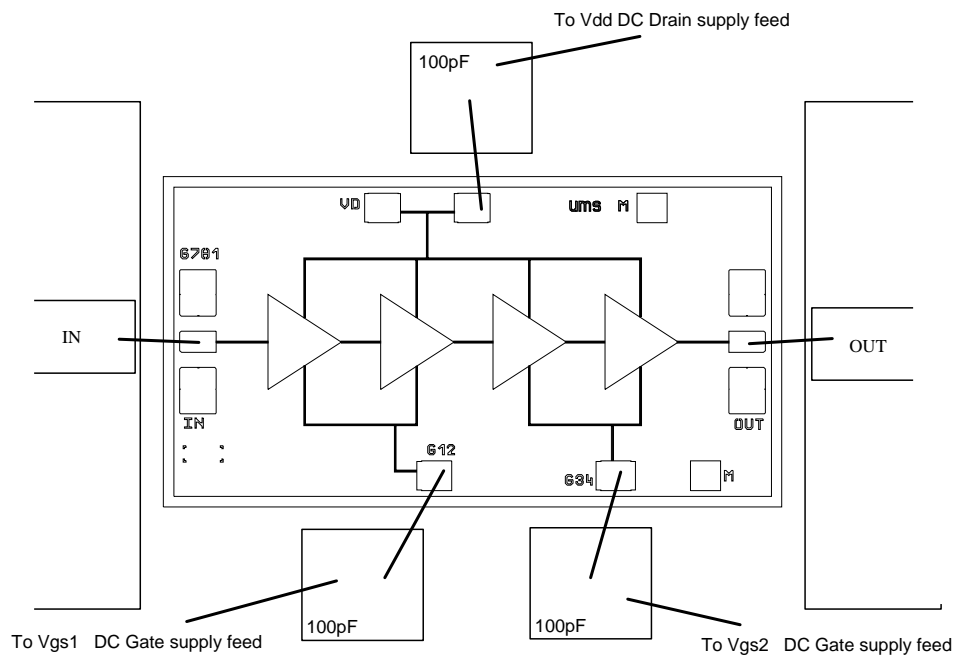 To Vdd DC Drain supply feed
100pF
VD
ums M
G781
IN
OUT
IN
OUT
G12
G34
M
100pF
100pF
To Vgs1 DC Gate supply feed
To Vgs2 DC Gate supply feed